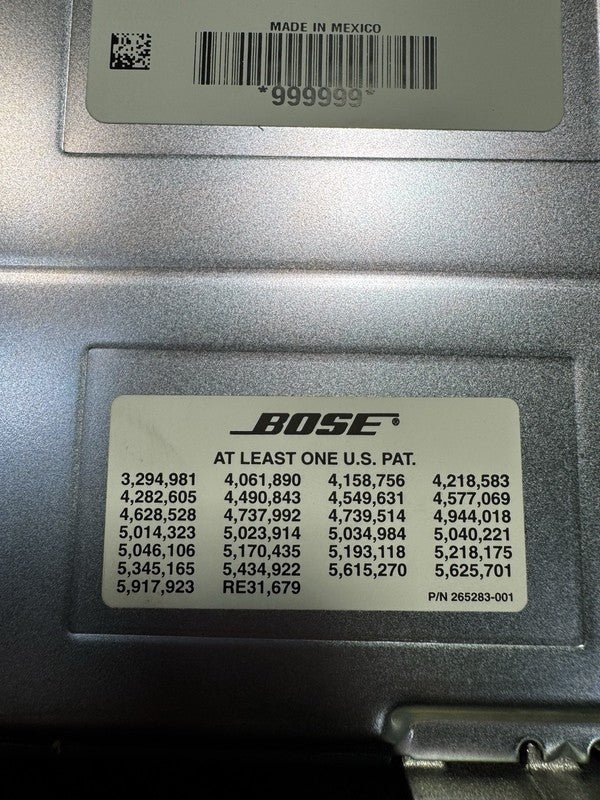 MADE IN MEXICO
*999999*
BOSE®
AT LEAST ONE U.S. PAT.
3,294,981 4,061,890 4,158,756 4,218,583
4,282,605 4,490,843 4,549,631 4,577,069
4,628,528 4,737,992 4,739,514 4,944,018
5,014,323 5,023,914 5,034,984 5,040,221
5,046,106 5,170,435 5,193,118 5,218,175
5,345,165 5,434,922 5,615,270 5,625,701
5,917,923 RE31,679
P/N 265283-001